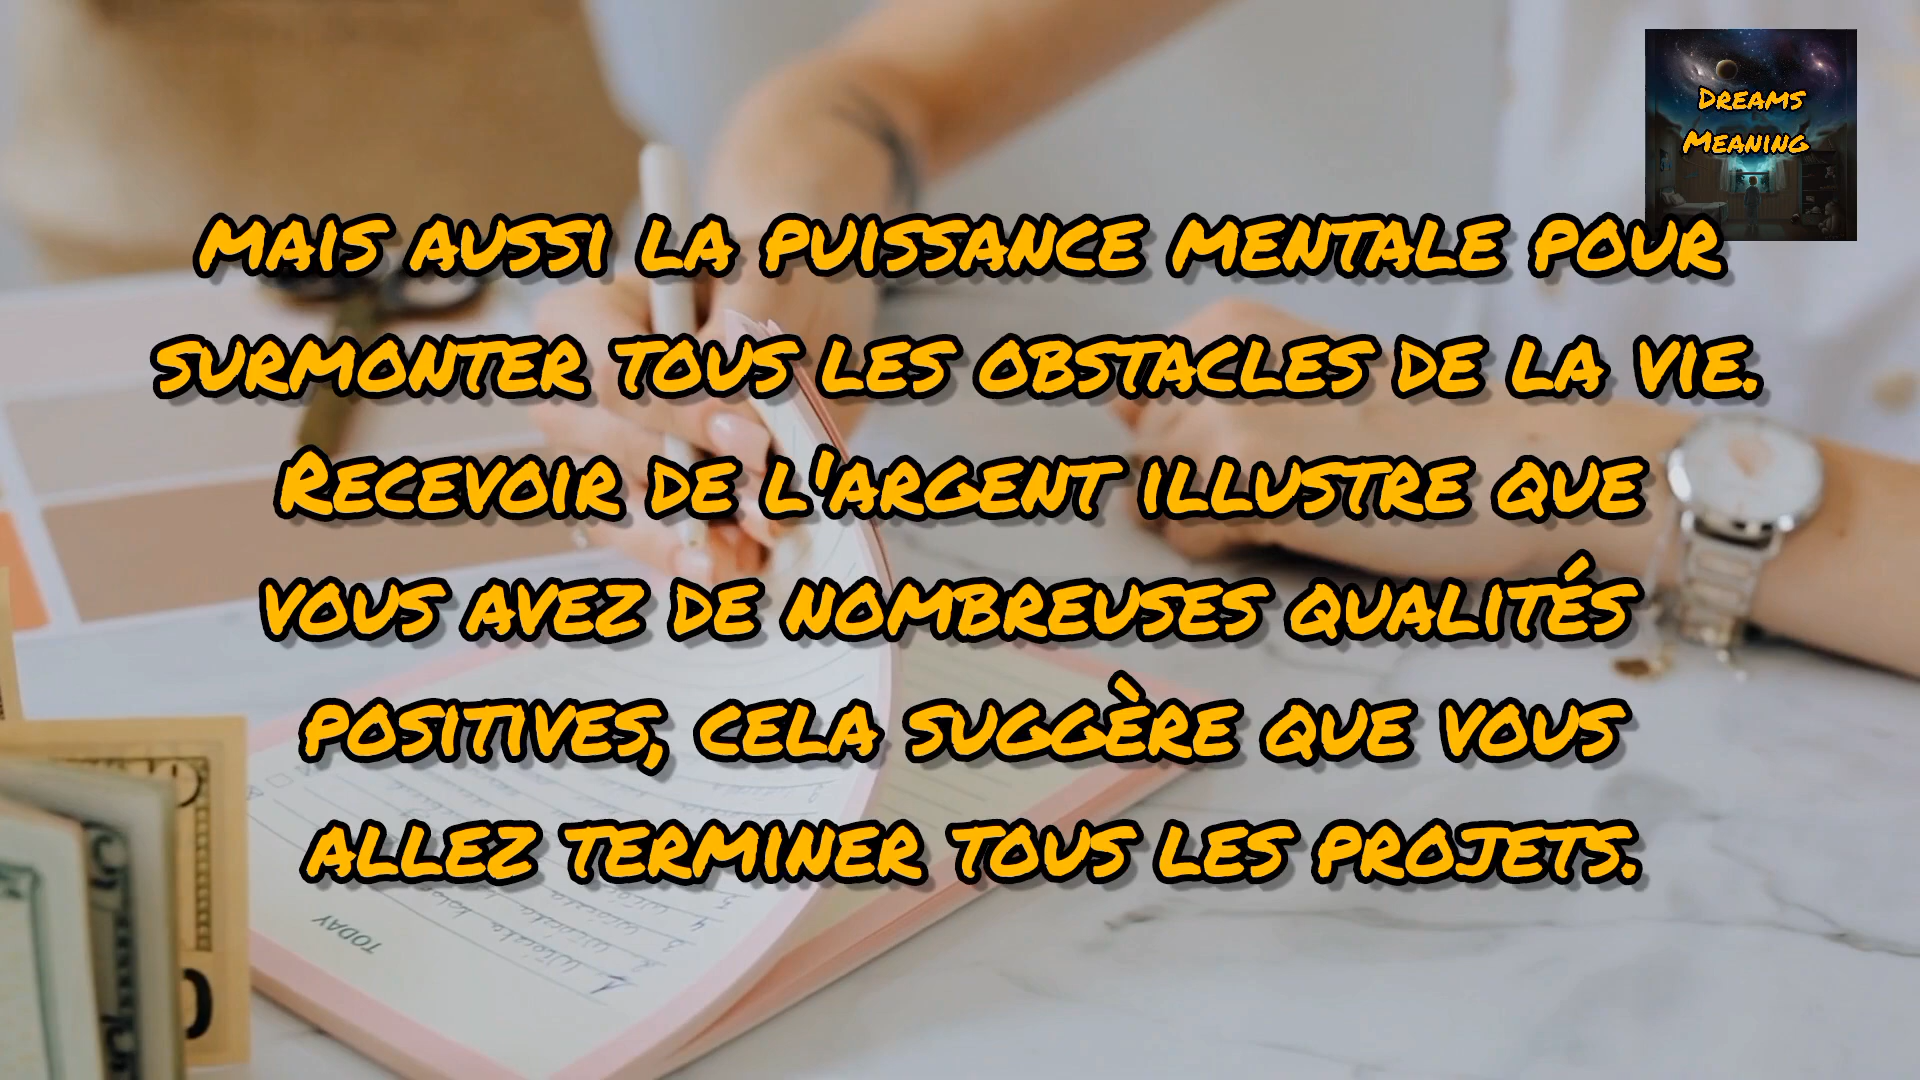 Dreams
Meaning
mais aussi la puissance mentale pour
surmonter tous les obstacles de la vie.
Recevoir de l'argent illustre que
vous avez de nombreuses qualités
positives, cela suggère que vous
allez terminer tous les projets.
TODAY